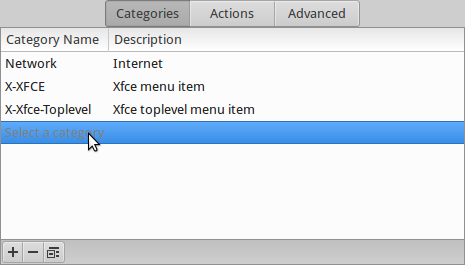 Categories Actions Advanced
Category Name Description
Network Internet
X-XFCE Xfce menu item
X-Xfce-Toplevel Xfce toplevel menu item
Select a category